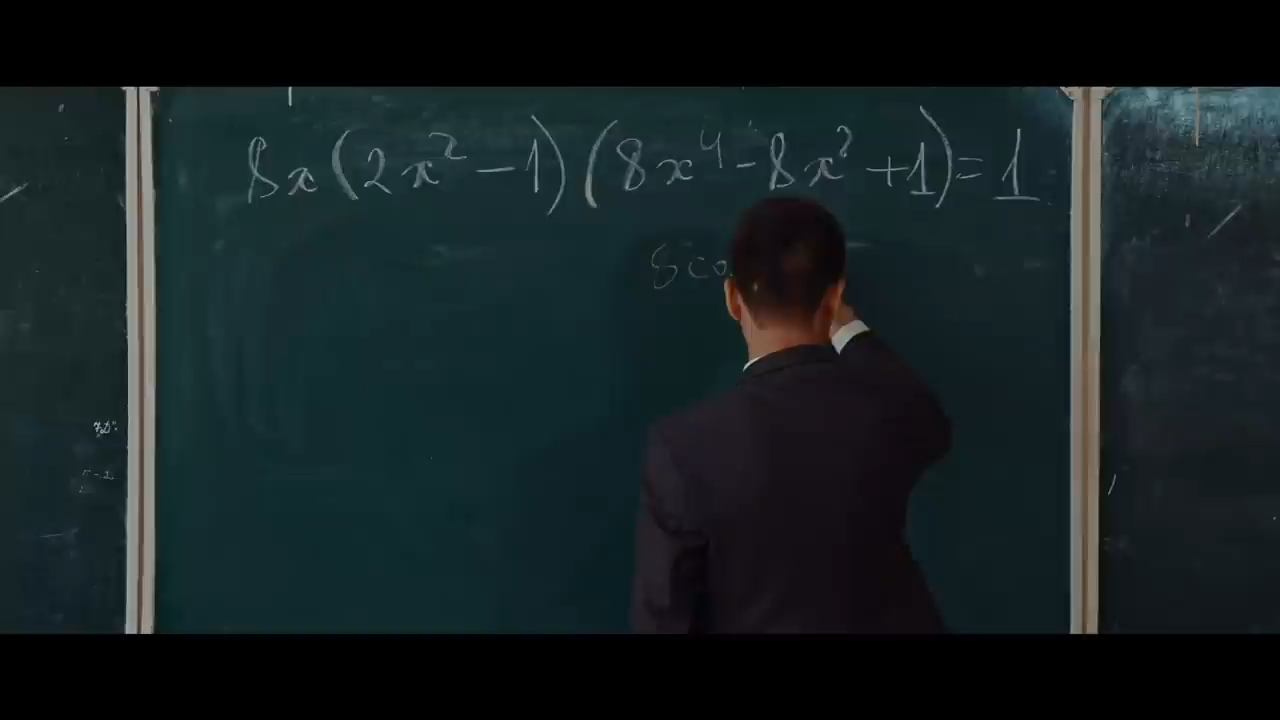 8x(2x² - 1)(8x⁴ - 8x² + 1) = 1
8co